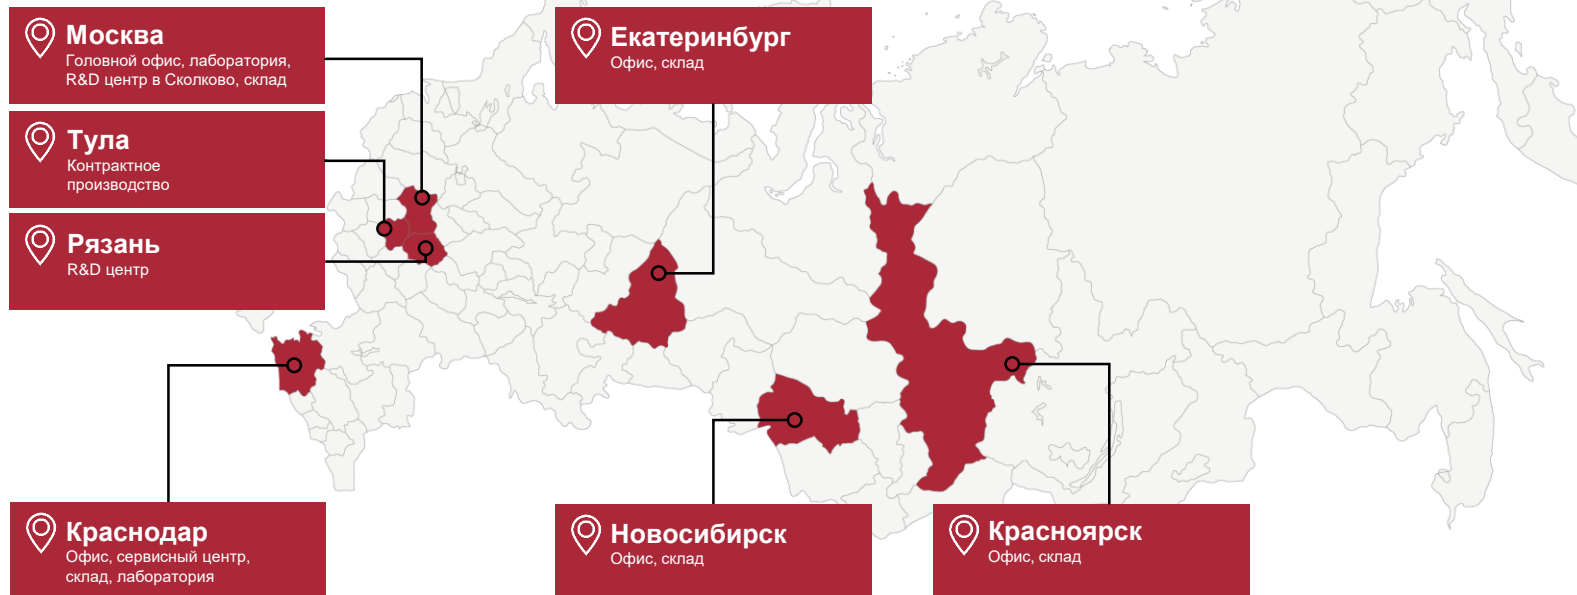 Москва
Головной офис, лаборатория,
R&D центр в Сколково, склад
Тула
Контрактное
производство
Рязань
R&D центр
Екатеринбург
Офис, склад
Краснодар
Офис, сервисный центр,
склад, лаборатория
Новосибирск
Офис, склад
Красноярск
Офис, склад